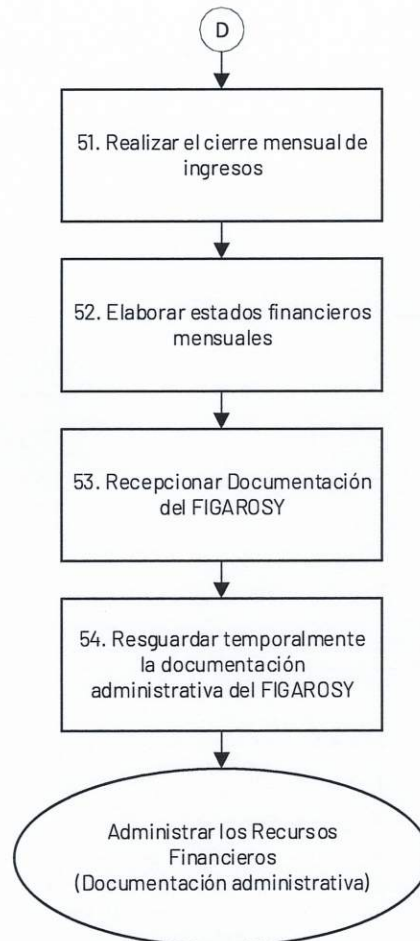 D
51. Realizar el cierre mensual de
ingresos
52. Elaborar estados financieros
mensuales
53. Recepcionar Documentación
del FIGAROSY
54. Resguardar temporalmente
la documentación
administrativa del FIGAROSY
Administrar los Recursos
Financieros
(Documentación administrativa)